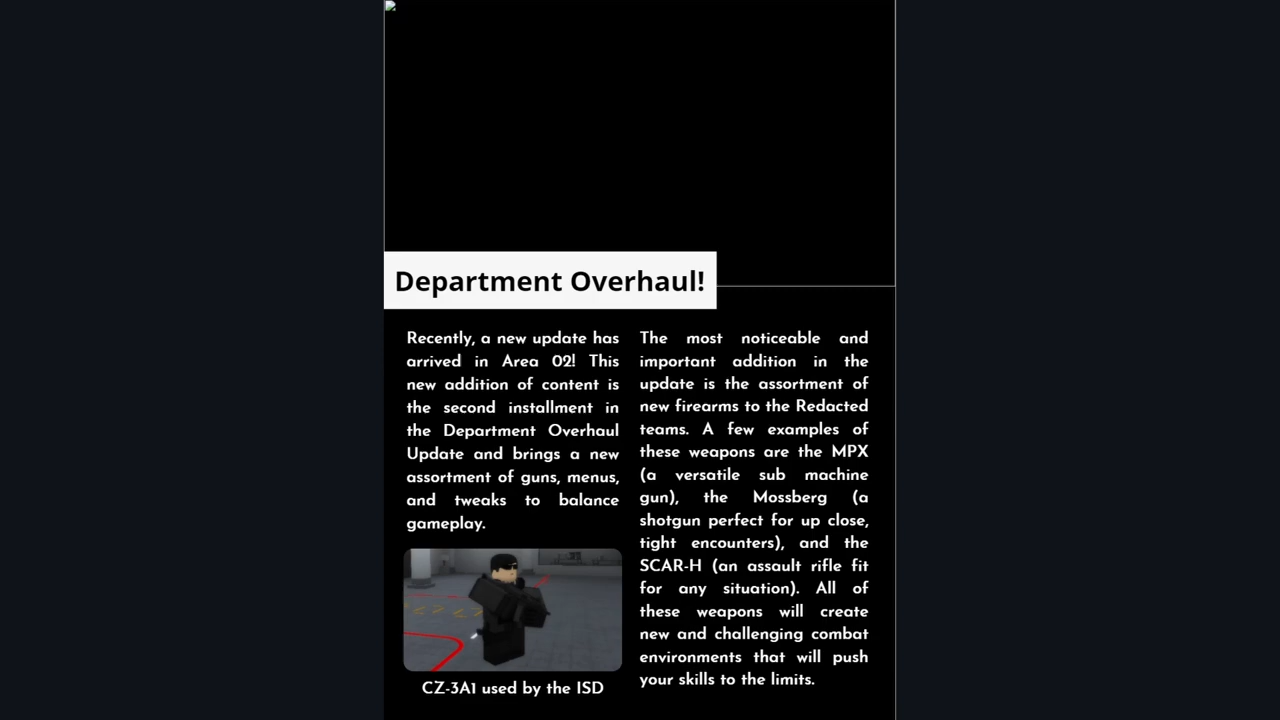 Department Overhaul!
Recently, a new update has
arrived in Area 02! This
new addition of content is
the second installment in
the Department Overhaul
Update and brings a new
assortment of guns, menus,
and tweaks to balance
gameplay.
CZ-3A1 used by the ISD
The most noticeable and
important addition in the
update is the assortment of
new firearms to the Redacted
teams. A few examples of
these weapons are the MPX
(a versatile sub machine
gun), the Mossberg (a
shotgun perfect for up close,
tight encounters), and the
SCAR-H (an assault rifle fit
for any situation). All of
these weapons will create
new and challenging combat
environments that will push
your skills to the limits.